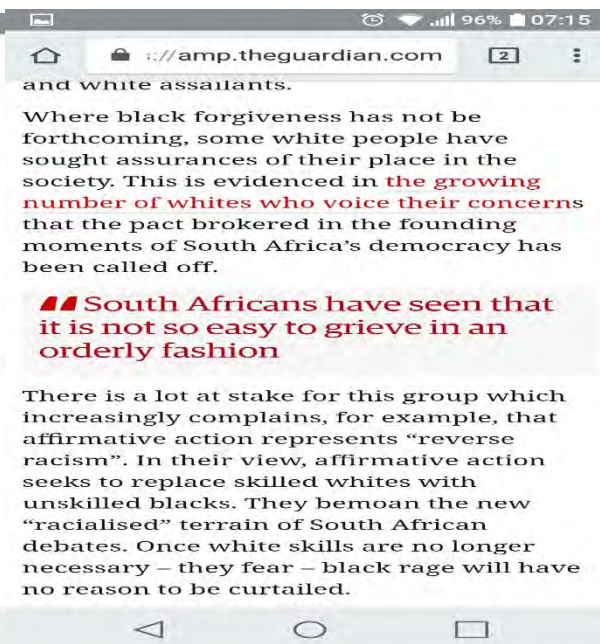 96% 07:15
://amp.theguardian.com 2
and white assailants.
Where black forgiveness has not be
forthcoming, some white people have
sought assurances of their place in the
society. This is evidenced in the growing
number of whites who voice their concerns
that the pact brokered in the founding
moments of South Africa's democracy has
been called off.
South Africans have seen that
it is not so easy to grieve in an
orderly fashion
There is a lot at stake for this group which
increasingly complains, for example, that
affirmative action represents “reverse
racism”. In their view, affirmative action
seeks to replace skilled whites with
unskilled blacks. They bemoan the new
“racialised” terrain of South African
debates. Once white skills are no longer
necessary – they fear – black rage will have
no reason to be curtailed.